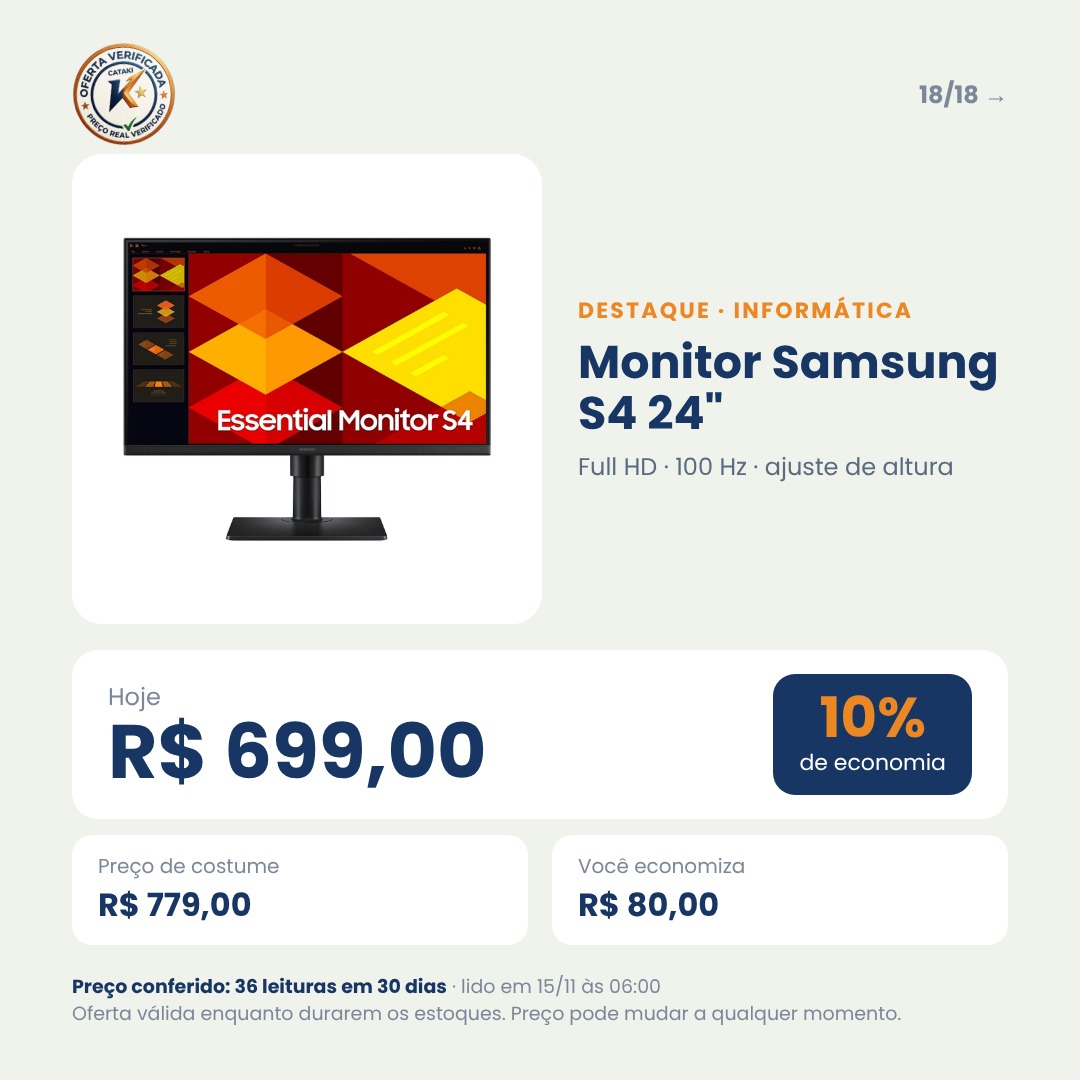 OFERTA VERIFICADA
CATAKI
K
PREÇO REAL VERIFICADO
18/18 →
Essential Monitor S4
DESTAQUE · INFORMÁTICA
Monitor Samsung
S4 24"
Full HD · 100 Hz · ajuste de altura
Hoje
R$ 699,00
10%
de economia
Preço de costume
R$ 779,00
Você economiza
R$ 80,00
Preço conferido: 36 leituras em 30 dias · lido em 15/11 às 06:00
Oferta válida enquanto durarem os estoques. Preço pode mudar a qualquer momento.